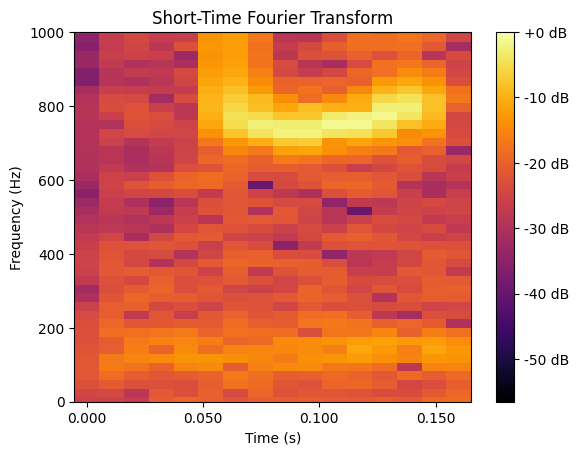 Short-Time Fourier Transform
Frequency (Hz)
1000
800
600
400
200
0
0.000
0.050
0.100
0.150
Time (s)
+0 dB
-10 dB
-20 dB
-30 dB
-40 dB
-50 dB